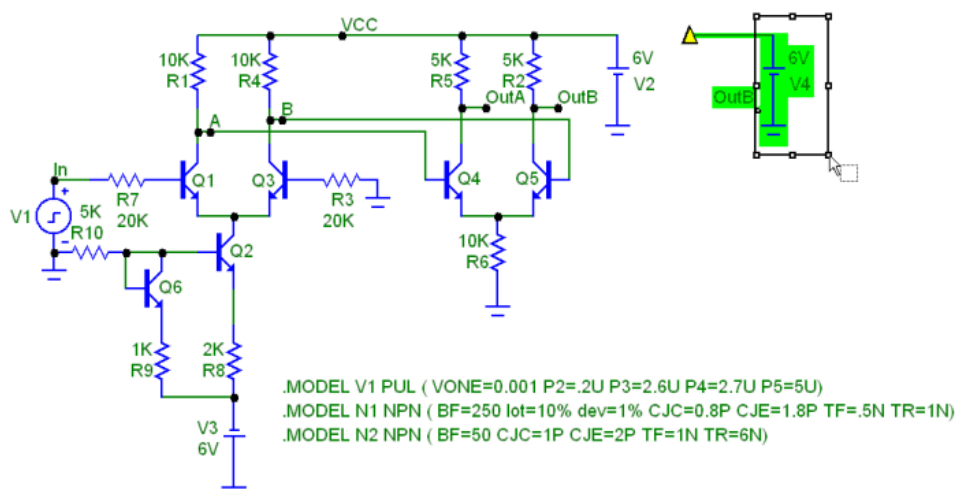 VCC
10K
R1
10K
R4
5K
R5
5K
R2
6V
V2
6V
V4
OutA
OutB
OutB
A
B
In
Q1
Q3
Q4
Q5
R7
20K
R3
20K
V1
5K
R10
Q2
10K
R6
Q6
1K
R9
2K
R8
.MODEL V1 PUL ( VONE=0.001 P2=.2U P3=2.6U P4=2.7U P5=5U)
.MODEL N1 NPN ( BF=250 lot=10% dev=1% CJC=0.8P CJE=1.8P TF=.5N TR=1N)
.MODEL N2 NPN ( BF=50 CJC=1P CJE=2P TF=1N TR=6N)
V3
6V